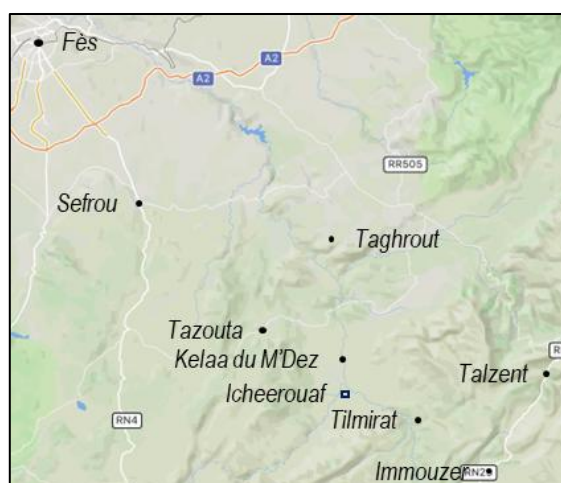 Fès
A2
A2
RR505
Sefrou
Taghrout
Tazouta
Kelaa du M'Dez
Talzent
Icheerouaf
Tilmirat
RN4
Immouzer